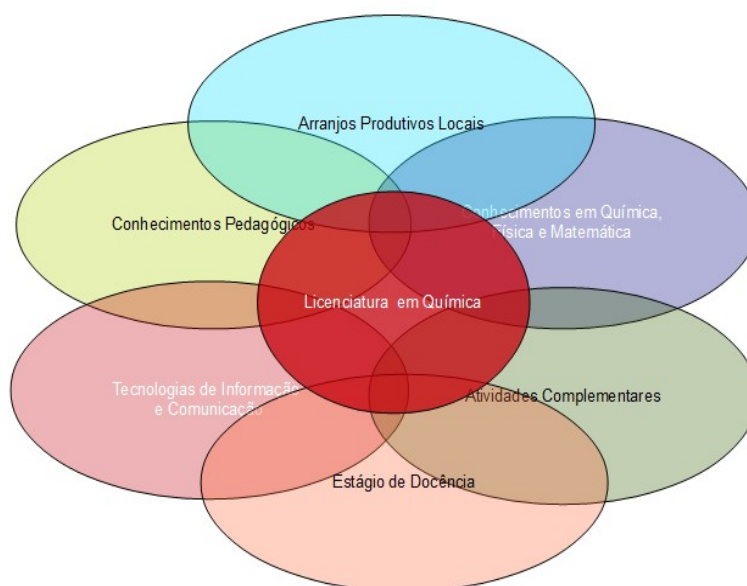 Arranjos Produtivos Locais
Conhecimentos em Química,
Física e Matemática
Conhecimentos Pedagógicos
Licenciatura em Química
Tecnologias de Informação
e Comunicação
Atividades Complementares
Estágio de Docência